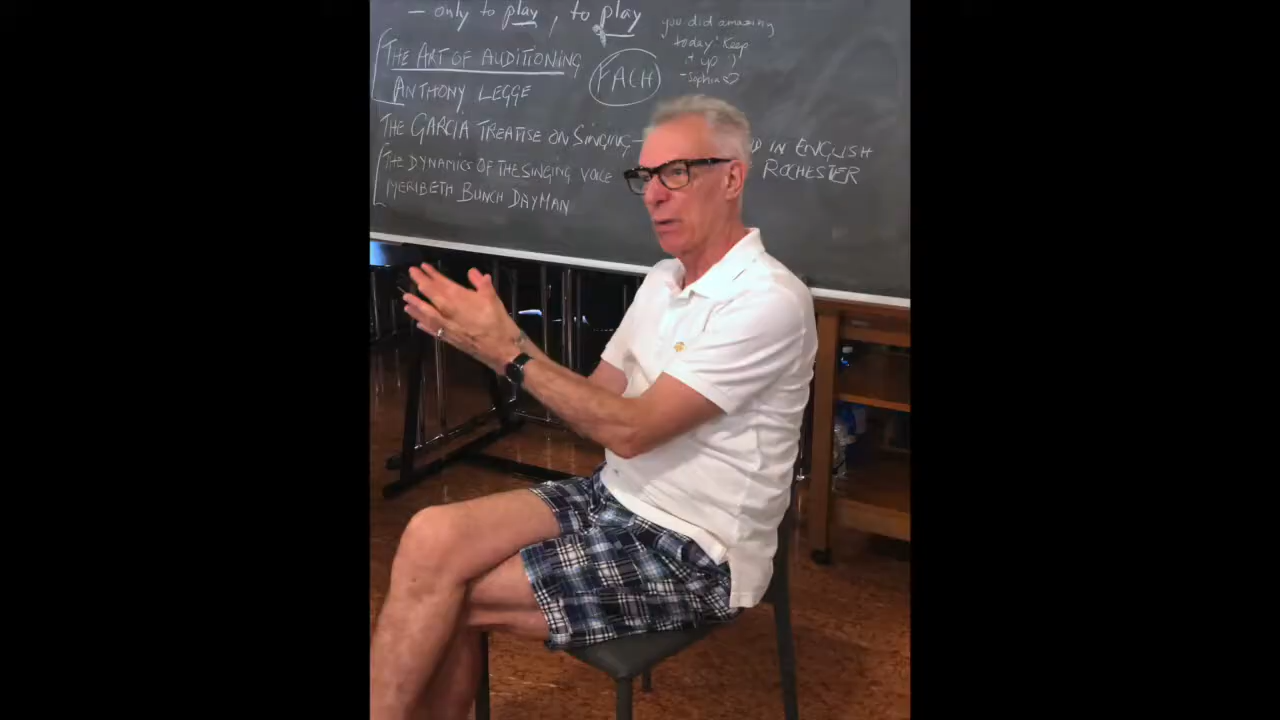 — only to play, to play
you did amazing
today! Keep
it up :)
-Sophia♡
THE ART OF AUDITIONING
FACH
ANTHONY LEGGE
THE GARCÍA TREATISE ON SINGING— IN ENGLISH
ROCHESTER
THE DYNAMICS OF THE SINGING VOICE
MERIBETH BUNCH DAYMAN